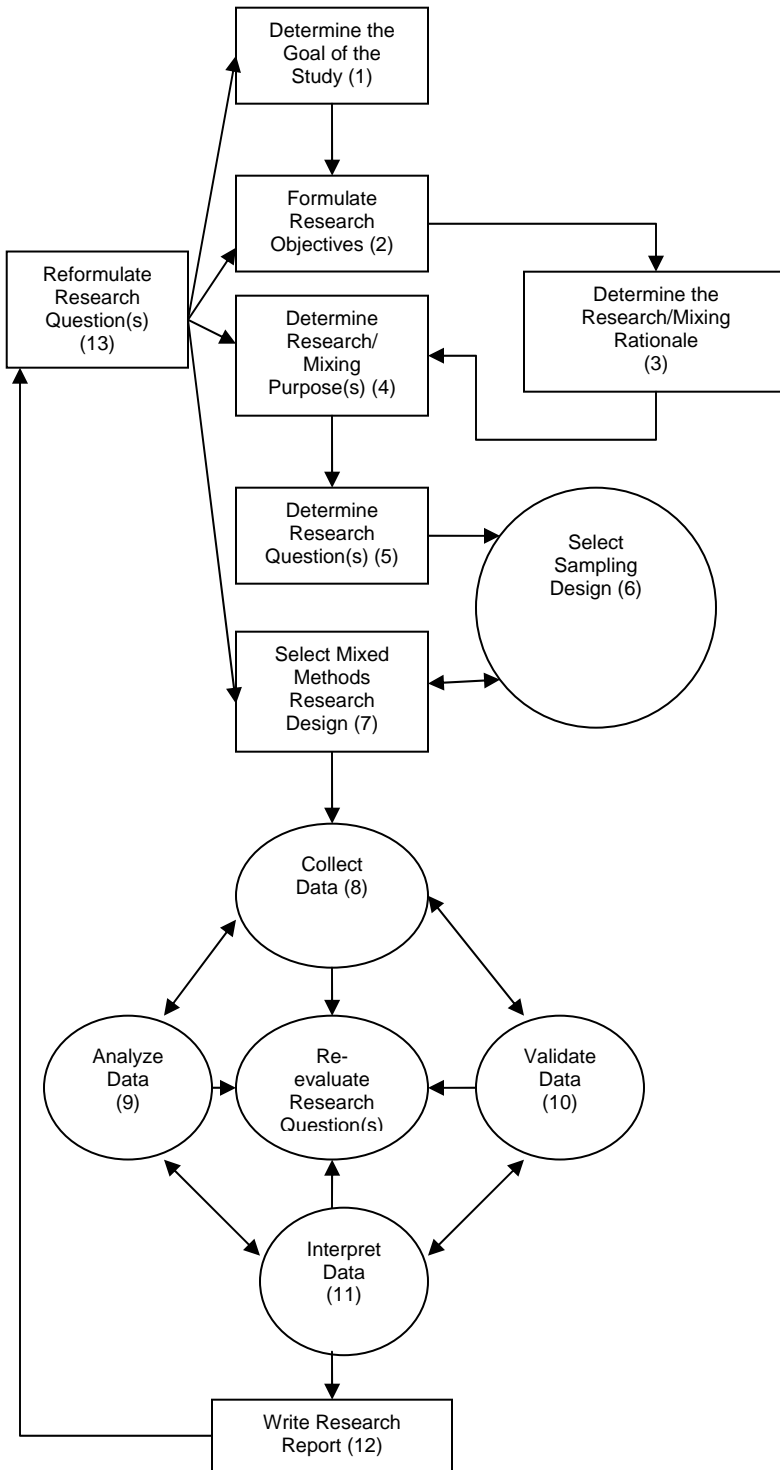 Determine the
Goal of the
Study (1)
Formulate
Research
Objectives (2)
Determine the
Research/Mixing
Rationale
(3)
Reformulate
Research
Question(s)
(13)
Determine
Research/
Mixing
Purpose(s) (4)
Determine
Research
Question(s) (5)
Select
Sampling
Design (6)
Select Mixed
Methods
Research
Design (7)
Collect
Data (8)
Analyze
Data
(9)
Re-
evaluate
Research
Question(s)
Validate
Data
(10)
Interpret
Data
(11)
Write Research
Report (12)